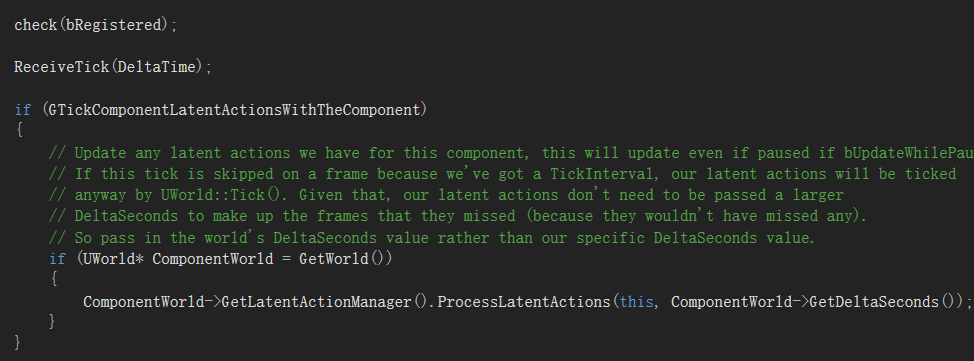 check(bRegistered);
ReceiveTick(DeltaTime);
if (GTickComponentLatentActionsWithTheComponent)
{
// Update any latent actions we have for this component, this will update even if paused if bUpdateWhilePau
// If this tick is skipped on a frame because we've got a TickInterval, our latent actions will be ticked
// anyway by UWorld::Tick(). Given that, our latent actions don't need to be passed a larger
// DeltaSeconds to make up the frames that they missed (because they wouldn't have missed any).
// So pass in the world's DeltaSeconds value rather than our specific DeltaSeconds value.
if (UWorld* ComponentWorld = GetWorld())
{
ComponentWorld->GetLatentActionManager().ProcessLatentActions(this, ComponentWorld->GetDeltaSeconds());
}
}